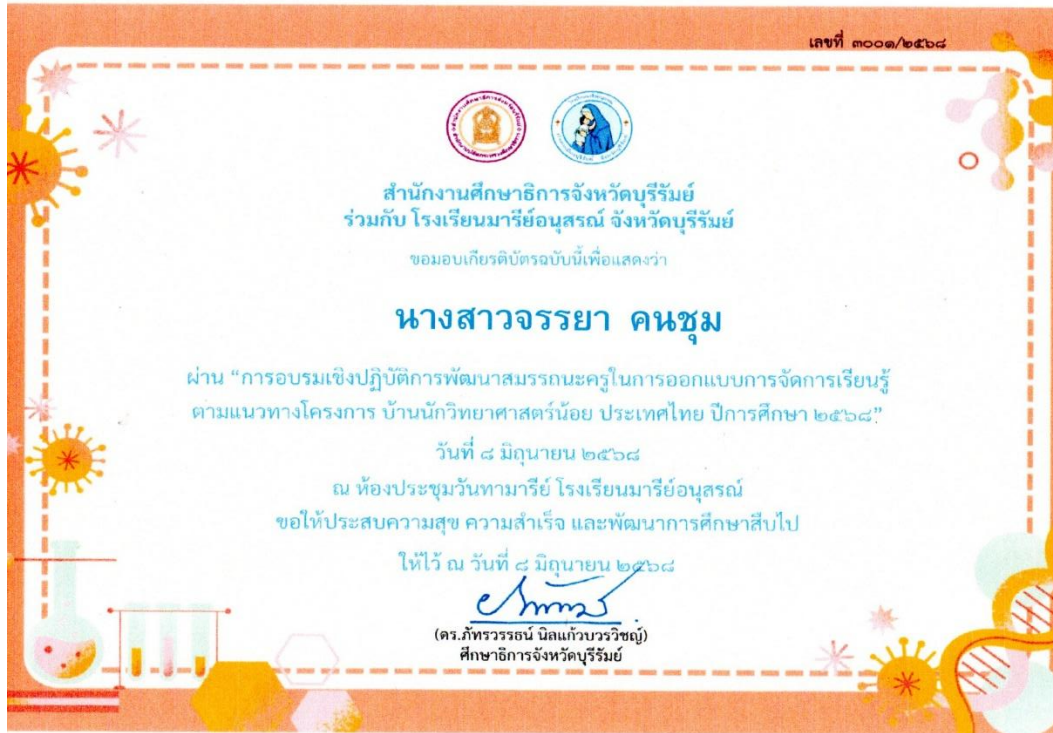 เลขที่ ๓๐๐๑/๒๕๖๘
สำนักงานศึกษาธิการจังหวัดบุรีรัมย์
ร่วมกับ โรงเรียนมารีย์อนุสรณ์ จังหวัดบุรีรัมย์
ขอมอบเกียรติบัตรฉบับนี้เพื่อแสดงว่า
นางสาวจรรยา คนชุม
ผ่าน “การอบรมเชิงปฏิบัติการพัฒนาสมรรถนะครูในการออกแบบการจัดการเรียนรู้
ตามแนวทางโครงการ บ้านนักวิทยาศาสตร์น้อย ประเทศไทย ปีการศึกษา ๒๕๖๘”
วันที่ ๘ มิถุนายน ๒๕๖๘
ณ ห้องประชุมวันทามารีย์ โรงเรียนมารีย์อนุสรณ์
ขอให้ประสบความสุข ความสำเร็จ และพัฒนาการศึกษาสืบไป
ให้ไว้ ณ วันที่ ๘ มิถุนายน ๒๕๖๘
(ดร.ภัทรวรรธน์ นิลแก้วบวรวิชญ์)
ศึกษาธิการจังหวัดบุรีรัมย์